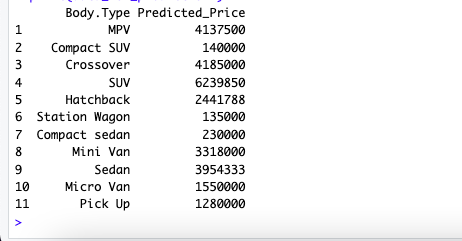 Body.Type Predicted_Price
1 MPV 4137500
2 Compact SUV 140000
3 Crossover 4185000
4 SUV 6239850
5 Hatchback 2441788
6 Station Wagon 135000
7 Compact sedan 230000
8 Mini Van 3318000
9 Sedan 3954333
10 Micro Van 1550000
11 Pick Up 1280000
>